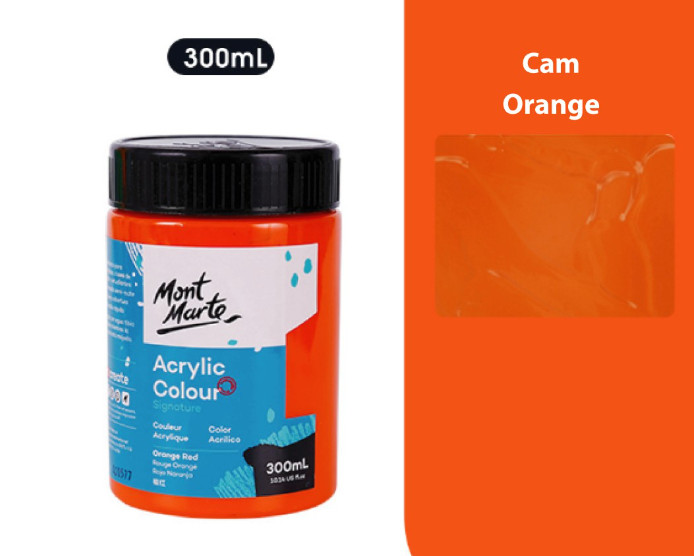 300mL
Cam
Orange
Mont
Marte
Acrylic
Colour
Signature
Couleur
Acrylique
Color
Acrílico
Orange Red
Rouge Orange
Rojo Naranja
300mL
create